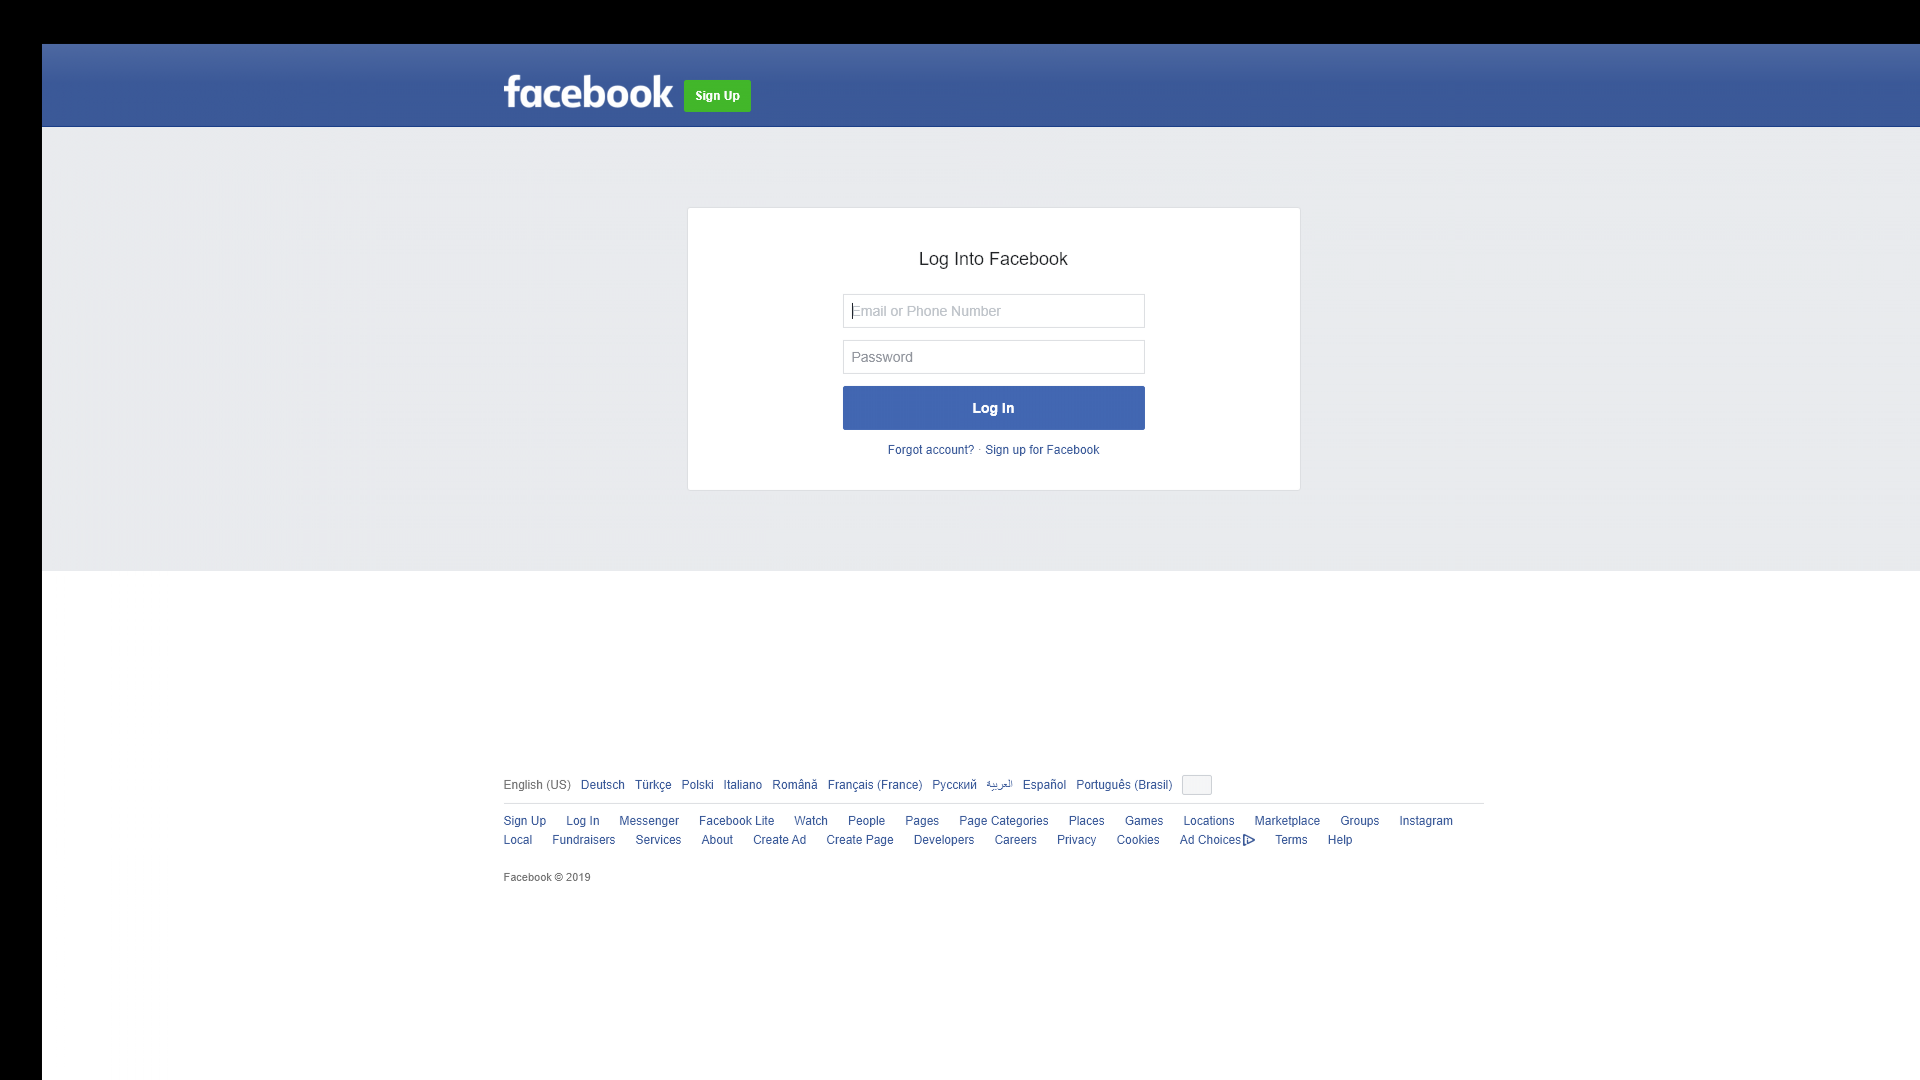 facebook Sign Up
Log Into Facebook
Email or Phone Number
Password
Log In
Forgot account? · Sign up for Facebook
English (US) Deutsch Türkçe Polski Italiano Română Français (France) Русский العربية Español Português (Brasil)
Sign Up Log In Messenger Facebook Lite Watch People Pages Page Categories Places Games Locations Marketplace Groups Instagram
Local Fundraisers Services About Create Ad Create Page Developers Careers Privacy Cookies Ad Choices Terms Help
Facebook © 2019